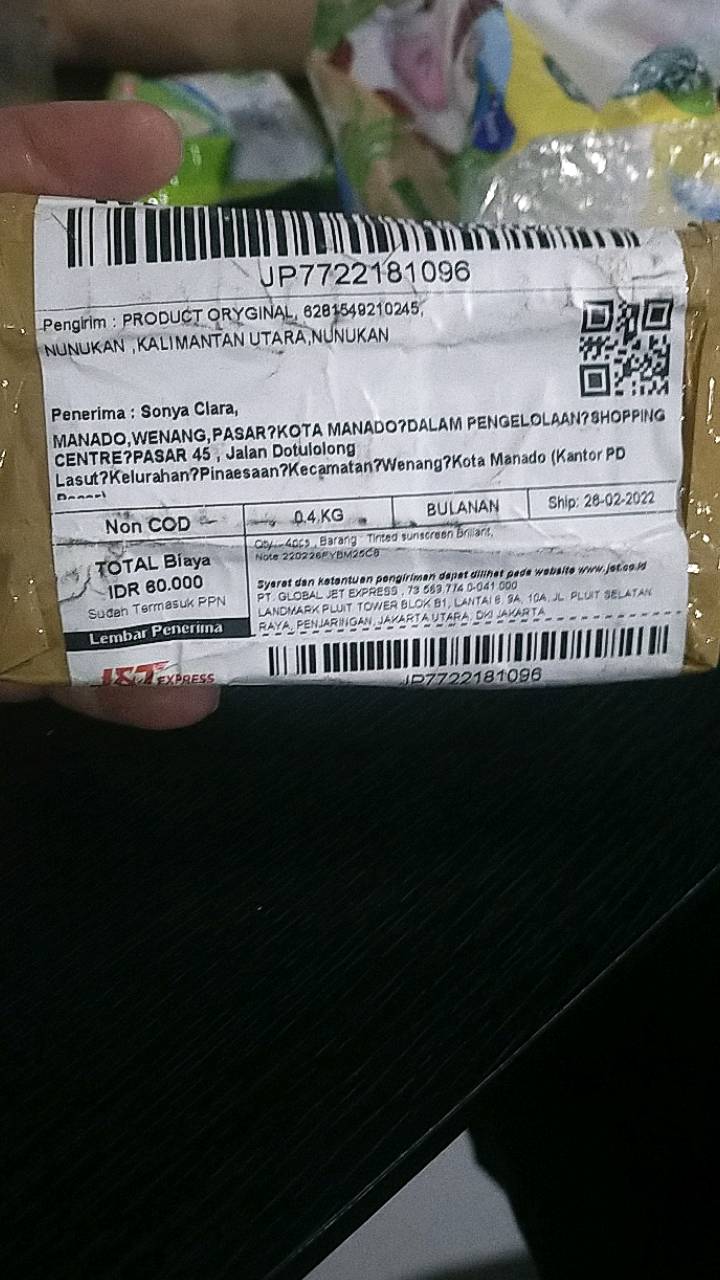 JP7722181096
Pengirim : PRODUCT ORYGINAL, 6281549210245,
NUNUKAN ,KALIMANTAN UTARA,NUNUKAN
Penerima : Sonya Clara,
MANADO,WENANG,PASAR?KOTA MANADO?DALAM PENGELOLAAN?SHOPPING
CENTRE?PASAR 45 , Jalan Dotulolong
Lasut?Kelurahan?Pinaesaan?Kecamatan?Wenang?Kota Manado (Kantor PD
Non COD
0.4 KG
BULANAN
Ship: 28-02-2022
TOTAL Biaya
IDR 60.000
Sudah Termasuk PPN
Lembar Penerima
Qty : 4pcs , Barang : Tinted sunscreen Brillant,
Note 220226FYBM25C8
Syarat dan ketentuan pengiriman dapat dilihat pada website www.jet.co.id
PT. GLOBAL JET EXPRESS , 73 563 774 0-041 000
LANDMARK PLUIT TOWER BLOK B1, LANTAI 8, 9A, 10A, JL. PLUIT SELATAN
RAYA, PENJARINGAN, JAKARTA UTARA, DKI JAKARTA
J&T EXPRESS
JP7722181096